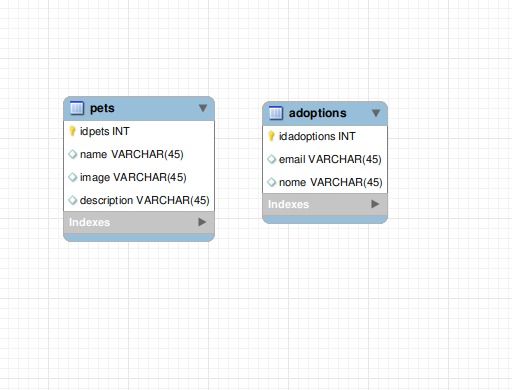 pets
idpets INT
name VARCHAR(45)
image VARCHAR(45)
description VARCHAR(45)
Indexes
adoptions
idadoptions INT
email VARCHAR(45)
nome VARCHAR(45)
Indexes